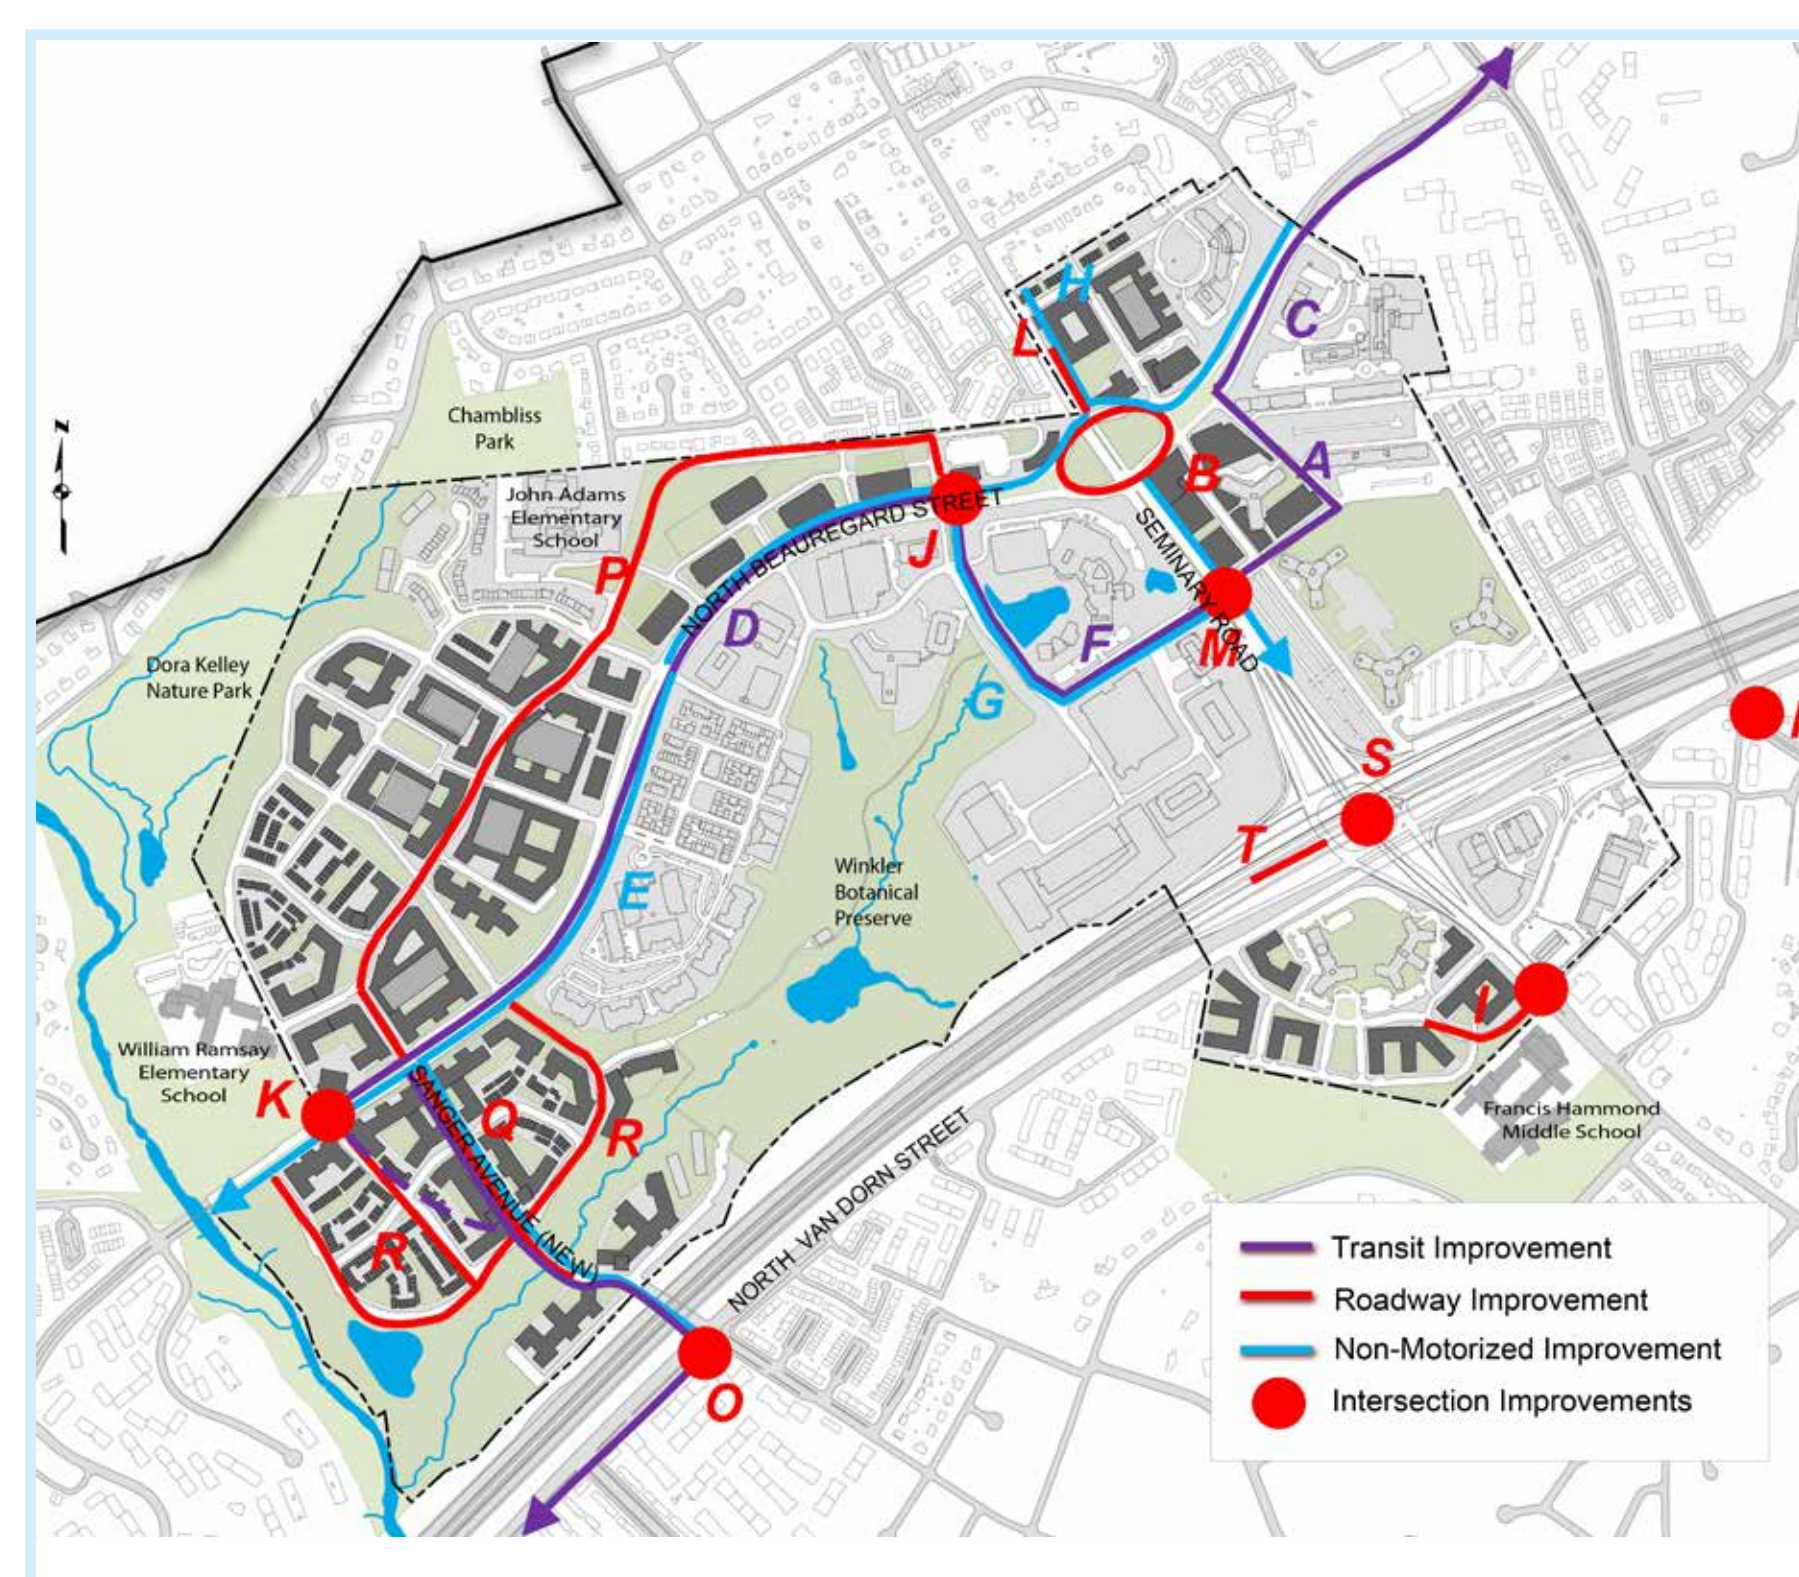 H
C
L
Chambliss
Park
A
B
John Adams
Elementary
School
NORTH BEAUREGARD STREET
SEMINARY ROAD
J
P
D
F
M
Dora Kelley
Nature Park
G
S
T
E
Winkler
Botanical
Preserve
I
William Ramsay
Elementary
School
K
SANGER AVENUE (NEW)
Q
R
R
NORTH VAN DORN STREET
Francis Hammond
Middle School
O
Z
Transit Improvement
Roadway Improvement
Non-Motorized Improvement
Intersection Improvements